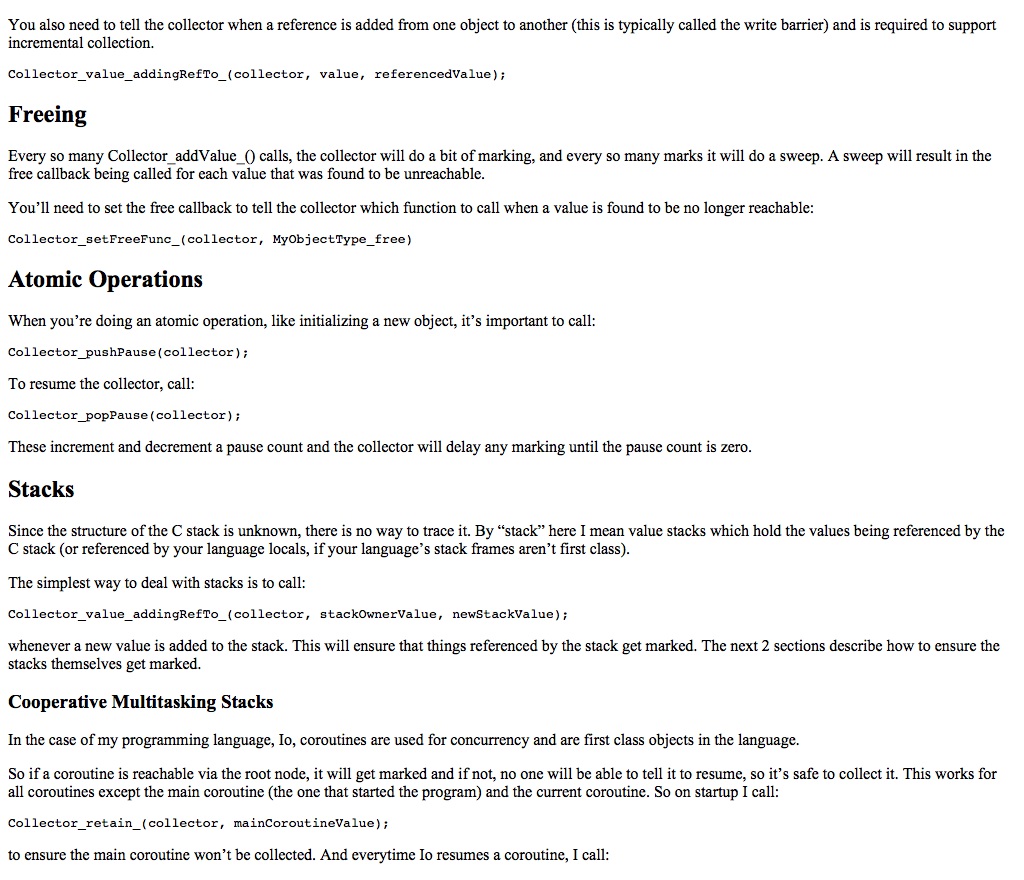 You also need to tell the collector when a reference is added from one object to another (this is typically called the write barrier) and is required to support
incremental collection.
Collector_value_addingRefTo_(collector, value, referencedValue);
Freeing
Every so many Collector_addValue_() calls, the collector will do a bit of marking, and every so many marks it will do a sweep. A sweep will result in the
free callback being called for each value that was found to be unreachable.
You’ll need to set the free callback to tell the collector which function to call when a value is found to be no longer reachable:
Collector_setFreeFunc_(collector, MyObjectType_free)
Atomic Operations
When you’re doing an atomic operation, like initializing a new object, it’s important to call:
Collector_pushPause(collector);
To resume the collector, call:
Collector_popPause(collector);
These increment and decrement a pause count and the collector will delay any marking until the pause count is zero.
Stacks
Since the structure of the C stack is unknown, there is no way to trace it. By “stack” here I mean value stacks which hold the values being referenced by the
C stack (or referenced by your language locals, if your language’s stack frames aren’t first class).
The simplest way to deal with stacks is to call:
Collector_value_addingRefTo_(collector, stackOwnerValue, newStackValue);
whenever a new value is added to the stack. This will ensure that things referenced by the stack get marked. The next 2 sections describe how to ensure the
stacks themselves get marked.
Cooperative Multitasking Stacks
In the case of my programming language, Io, coroutines are used for concurrency and are first class objects in the language.
So if a coroutine is reachable via the root node, it will get marked and if not, no one will be able to tell it to resume, so it’s safe to collect it. This works for
all coroutines except the main coroutine (the one that started the program) and the current coroutine. So on startup I call:
Collector_retain_(collector, mainCoroutineValue);
to ensure the main coroutine won’t be collected. And everytime Io resumes a coroutine, I call: